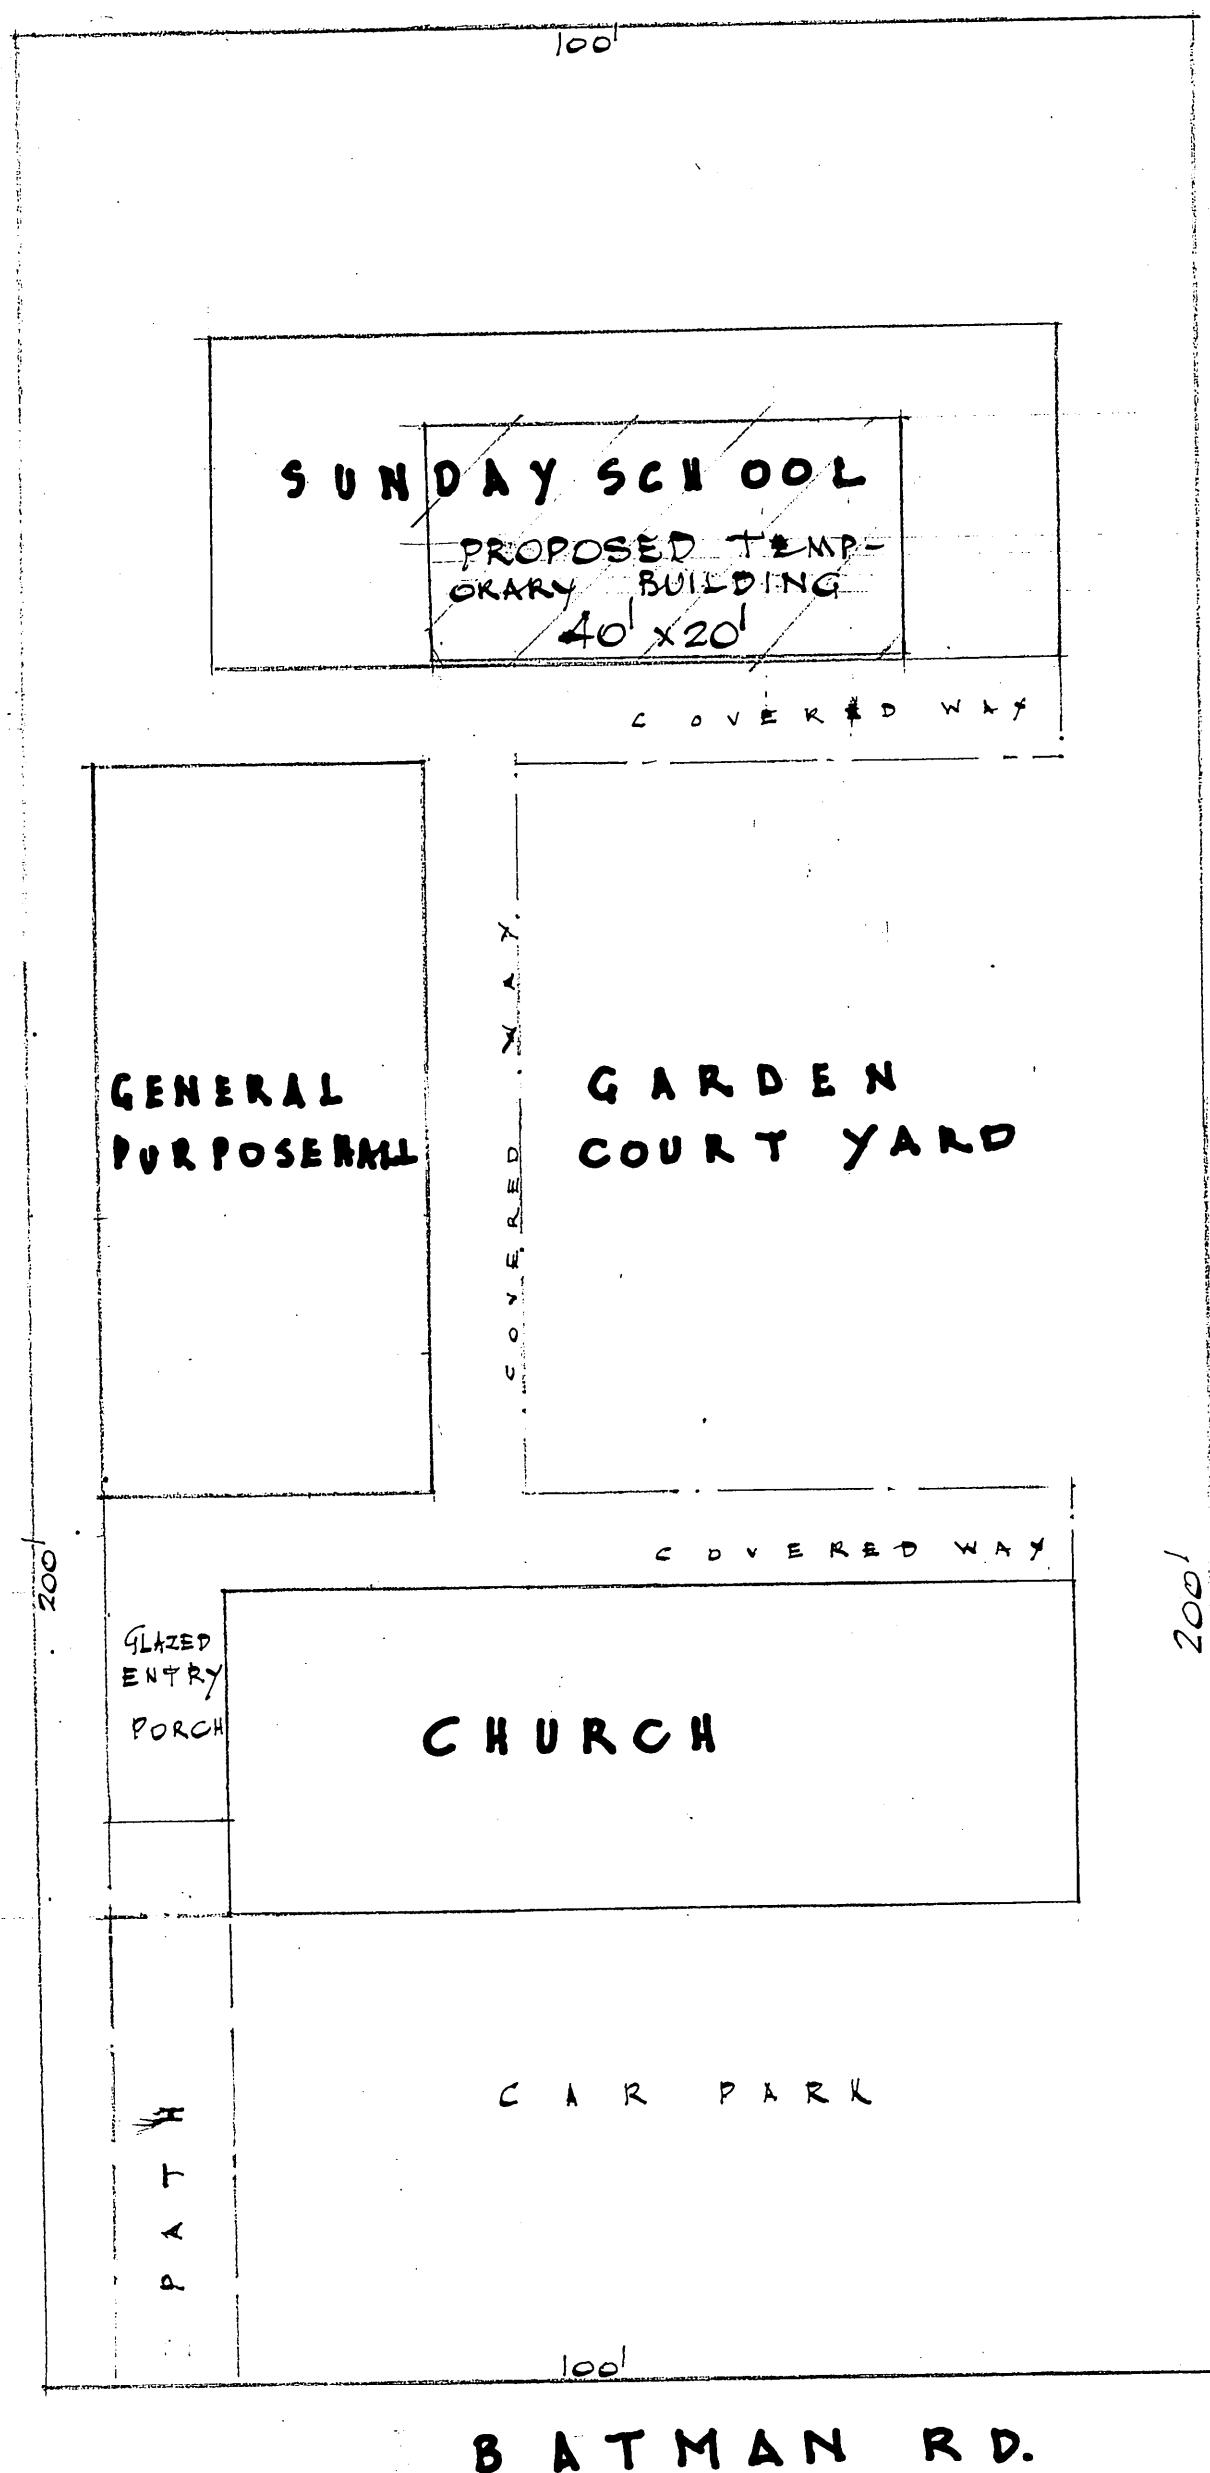 100'
SUNDAY SCHOOL
PROPOSED TEMP-
ORARY BUILDING
40' x 20'
COVERED WAY
COVERED WAY
GENERAL
PURPOSE HALL
GARDEN
COURT YARD
COVERED WAY
200'
200'
GLAZED
ENTRY
PORCH
CHURCH
CAR PARK
PATH
100'
BATMAN RD.